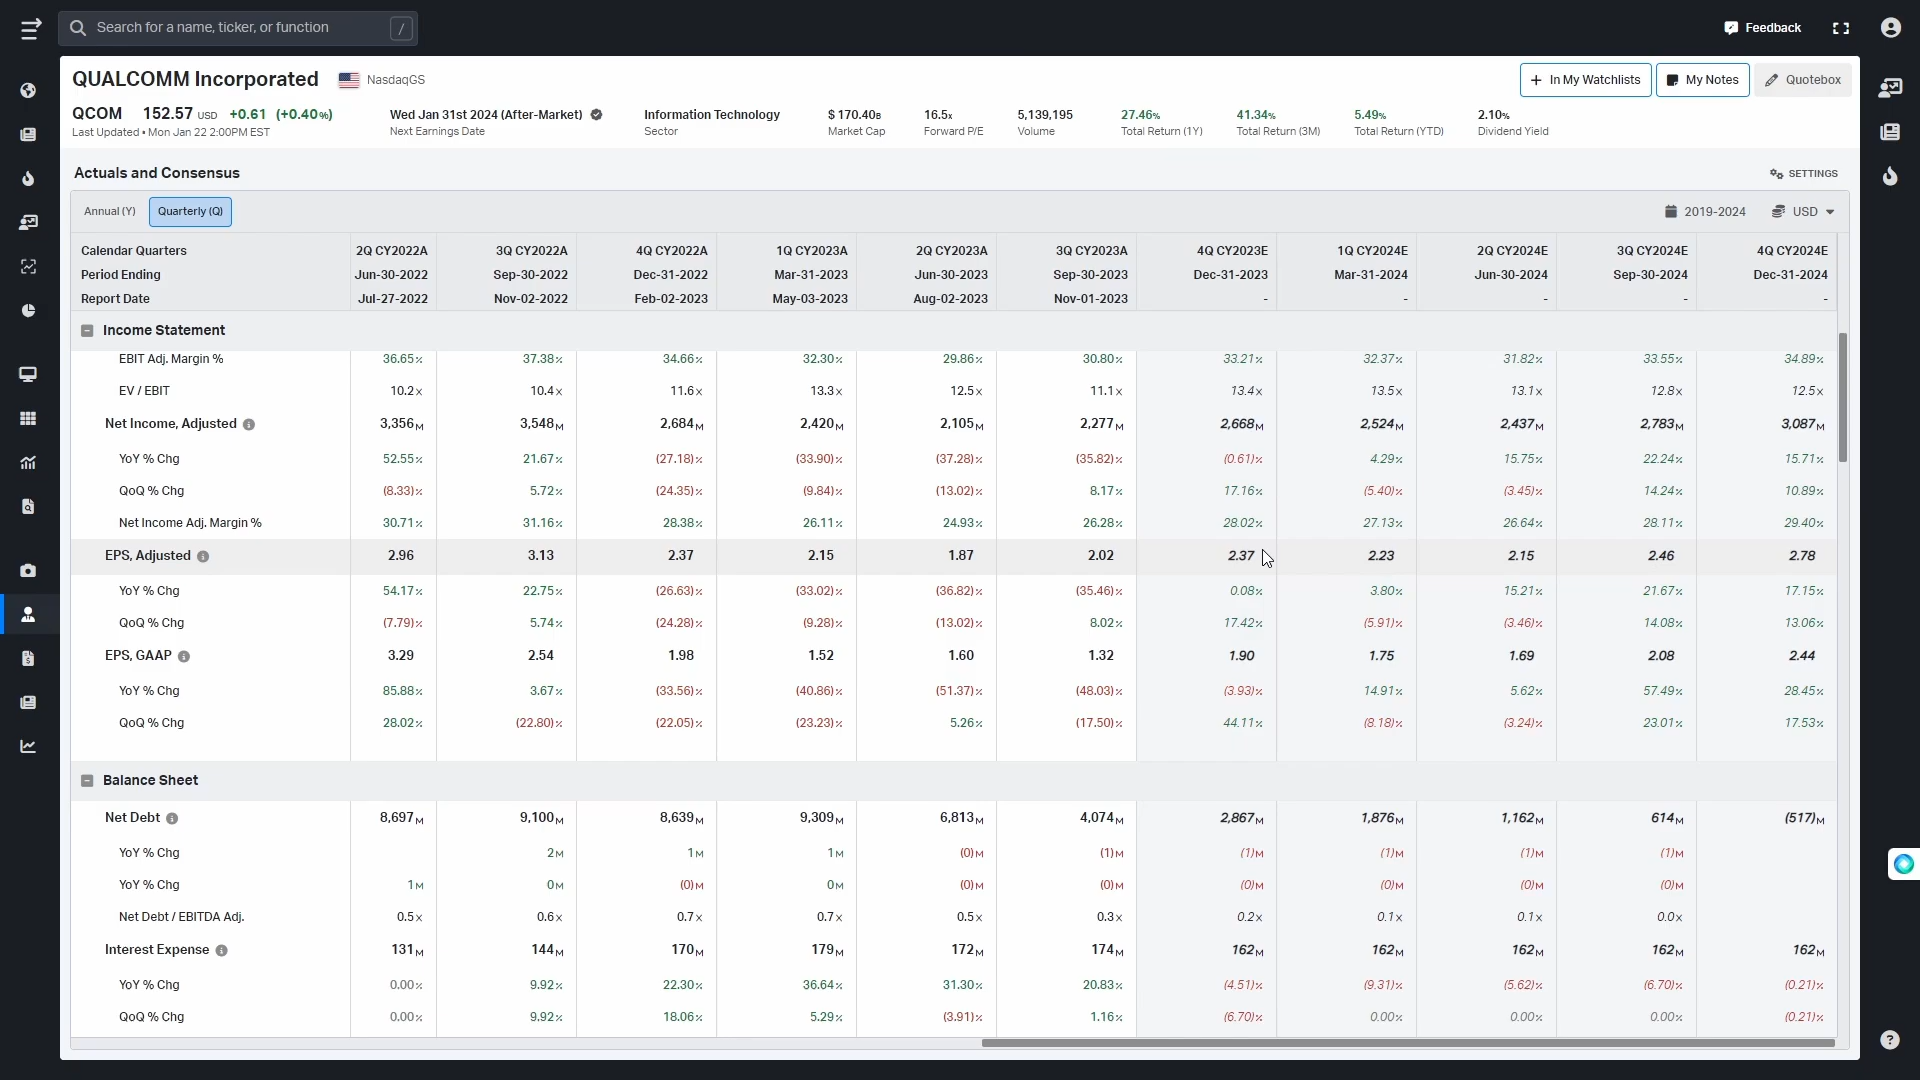 Search for a name, ticker, or function /
Feedback
QUALCOMM Incorporated NasdaqGS
In My Watchlists My Notes Quotebox
QCOM 152.57 USD +0.61 (+0.40%) Wed Jan 31st 2024 (After-Market) Information Technology $ 170.40B 16.5x 5,139,195 27.46% 41.34% 5.49% 2.10%
Last Updated • Mon Jan 22 2:00PM EST Next Earnings Date Sector Market Cap Forward P/E Volume Total Return (1Y) Total Return (3M) Total Return (YTD) Dividend Yield
Actuals and Consensus SETTINGS
Annual (Y) Quarterly (Q) 2019-2024 USD
Calendar Quarters 2Q CY2022A 3Q CY2022A 4Q CY2022A 1Q CY2023A 2Q CY2023A 3Q CY2023A 4Q CY2023E 1Q CY2024E 2Q CY2024E 3Q CY2024E 4Q CY2024E
Period Ending Jun-30-2022 Sep-30-2022 Dec-31-2022 Mar-31-2023 Jun-30-2023 Sep-30-2023 Dec-31-2023 Mar-31-2024 Jun-30-2024 Sep-30-2024 Dec-31-2024
Report Date Jul-27-2022 Nov-02-2022 Feb-02-2023 May-03-2023 Aug-02-2023 Nov-01-2023 - - - - -
Income Statement
EBIT Adj. Margin % 36.65% 37.38% 34.66% 32.30% 29.86% 30.80% 33.21% 32.37% 31.82% 33.55% 34.89%
EV / EBIT 10.2x 10.4x 11.6x 13.3x 12.5x 11.1x 13.4x 13.5x 13.1x 12.8x 12.5x
Net Income, Adjusted 3,356M 3,548M 2,684M 2,420M 2,105M 2,277M 2,668M 2,524M 2,437M 2,783M 3,087M
YoY % Chg 52.55% 21.67% (27.18)% (33.90)% (37.28)% (35.82)% (0.61)% 4.29% 15.75% 22.24% 15.71%
QoQ % Chg (8.33)% 5.72% (24.35)% (9.84)% (13.02)% 8.17% 17.16% (5.40)% (3.45)% 14.24% 10.89%
Net Income Adj. Margin % 30.71% 31.16% 28.38% 26.11% 24.93% 26.28% 28.02% 27.13% 26.64% 28.11% 29.40%
EPS, Adjusted 2.96 3.13 2.37 2.15 1.87 2.02 2.37 2.23 2.15 2.46 2.78
YoY % Chg 54.17% 22.75% (26.63)% (33.02)% (36.82)% (35.46)% 0.08% 3.80% 15.21% 21.67% 17.15%
QoQ % Chg (7.79)% 5.74% (24.28)% (9.28)% (13.02)% 8.02% 17.42% (5.91)% (3.46)% 14.08% 13.06%
EPS, GAAP 3.29 2.54 1.98 1.52 1.60 1.32 1.90 1.75 1.69 2.08 2.44
YoY % Chg 85.88% 3.67% (33.56)% (40.86)% (51.37)% (48.03)% (3.93)% 14.91% 5.62% 57.49% 28.45%
QoQ % Chg 28.02% (22.80)% (22.05)% (23.23)% 5.26% (17.50)% 44.11% (8.18)% (3.24)% 23.01% 17.53%
Balance Sheet
Net Debt 8,697M 9,100M 8,639M 9,309M 6,813M 4,074M 2,867M 1,876M 1,162M 614M (517)M
YoY % Chg 2M 1M 1M (0)M (1)M (1)M (1)M (1)M (1)M
YoY % Chg 1M 0M (0)M 0M (0)M (0)M (0)M (0)M (0)M (0)M
Net Debt / EBITDA Adj. 0.5x 0.6x 0.7x 0.7x 0.5x 0.3x 0.2x 0.1x 0.1x 0.0x
Interest Expense 131M 144M 170M 179M 172M 174M 162M 162M 162M 162M 162M
YoY % Chg 0.00% 9.92% 22.30% 36.64% 31.30% 20.83% (4.51)% (9.31)% (5.62)% (6.70)% (0.21)%
QoQ % Chg 0.00% 9.92% 18.06% 5.29% (3.91)% 1.16% (6.70)% 0.00% 0.00% 0.00% (0.21)%